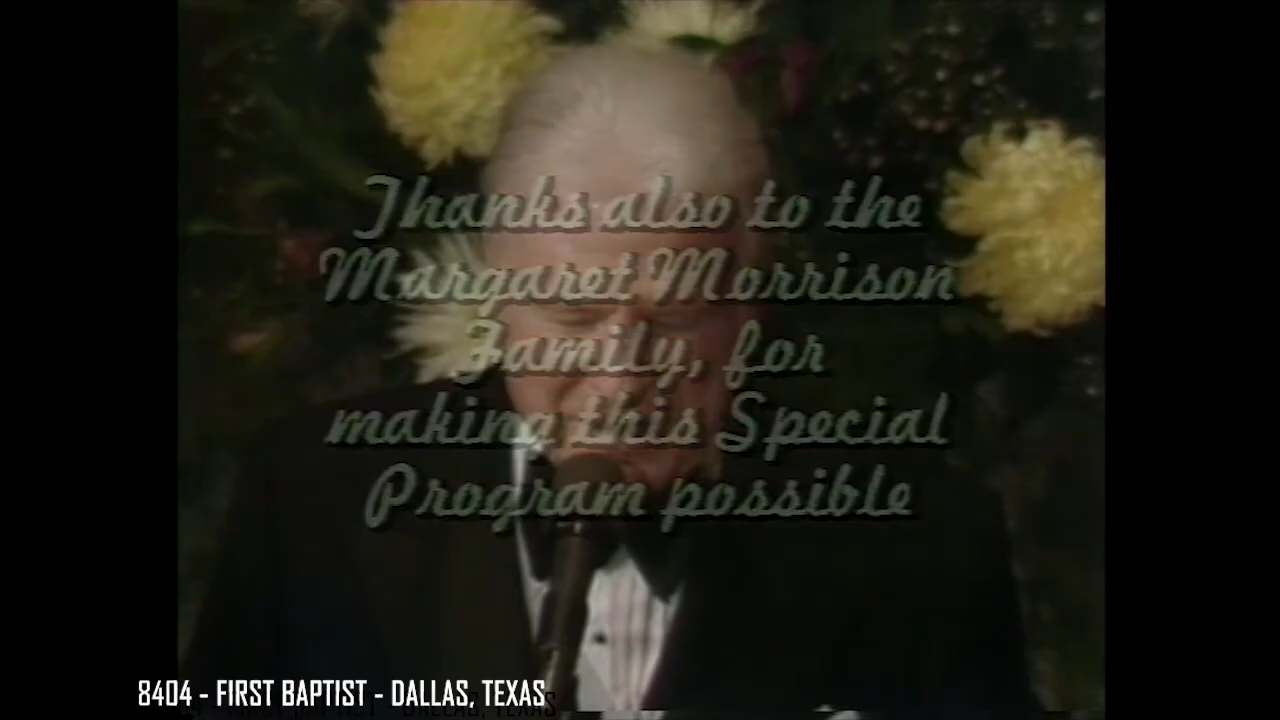 Thanks also to the
Margaret Morrison
Family, for
making this Special
Program possible
8404 - FIRST BAPTIST - DALLAS, TEXAS